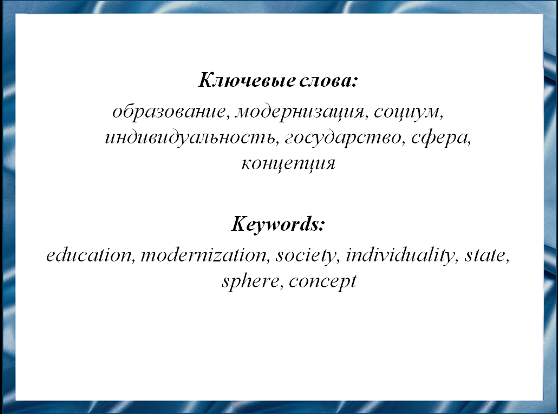 Ключевые слова:
образование, модернизация, социум,
индивидуальность, государство, сфера,
концепция
Keywords:
education, modernization, society, individuality, state,
sphere, concept